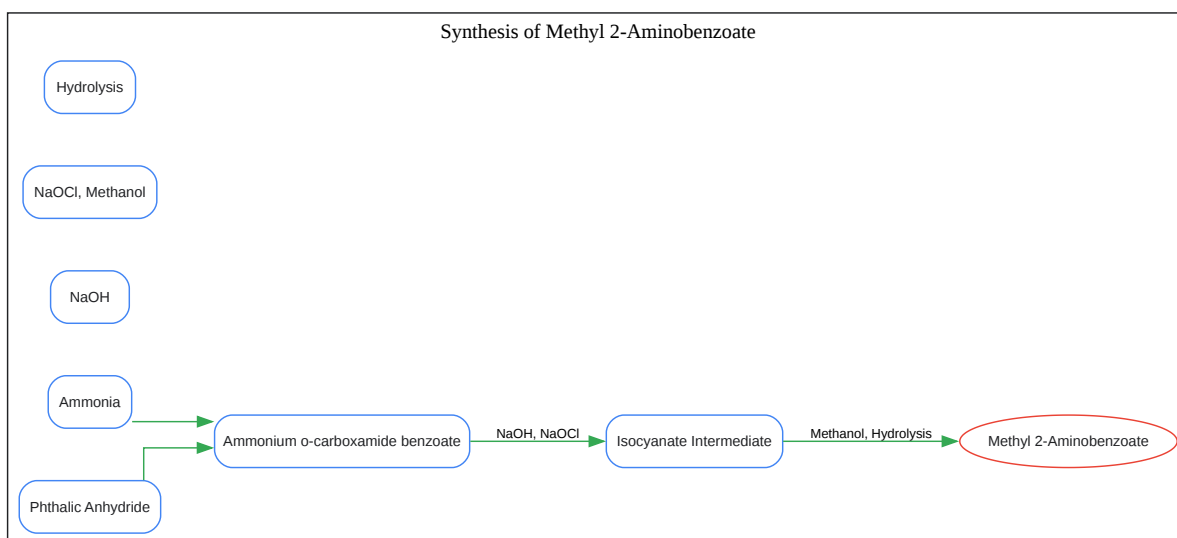 Synthesis of Methyl 2-Aminobenzoate
Hydrolysis
NaOCl, Methanol
NaOH
Ammonia
Phthalic Anhydride
Ammonium o-carboxamide benzoate
NaOH, NaOCl
Isocyanate Intermediate
Methanol, Hydrolysis
Methyl 2-Aminobenzoate